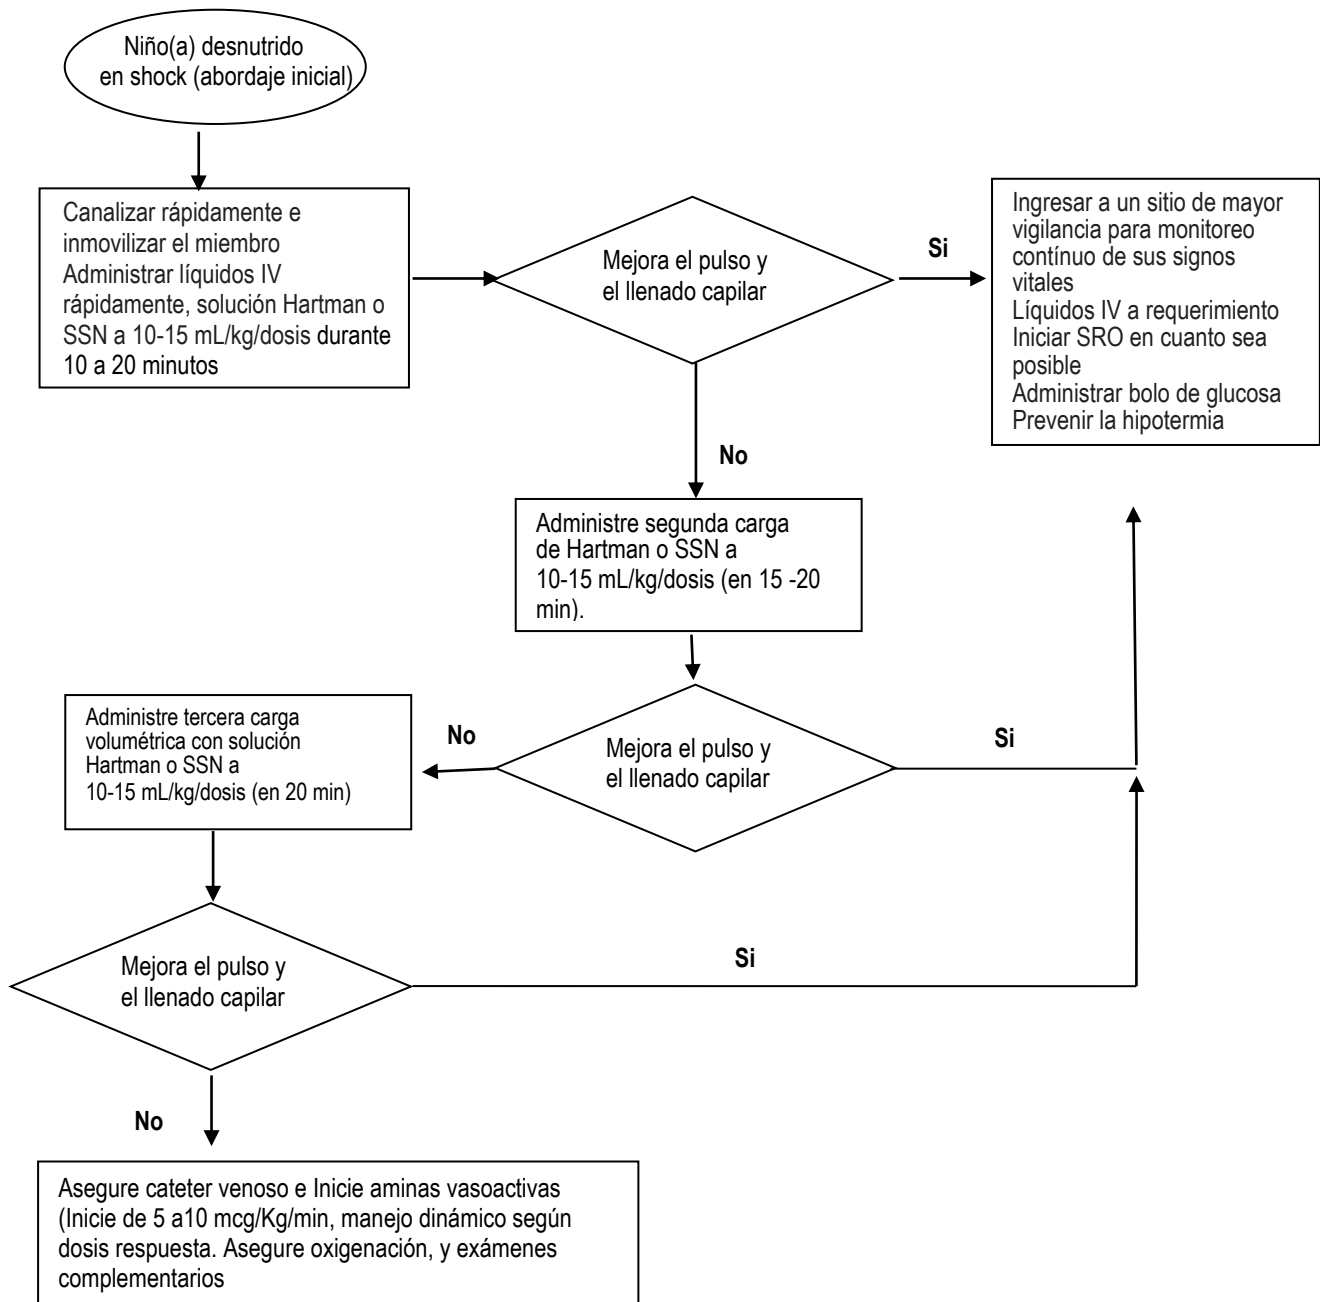 Niño(a) desnutrido
en shock (abordaje inicial)
Canalizar rápidamente e
inmovilizar el miembro
Administrar líquidos IV
rápidamente, solución Hartman o
SSN a 10-15 mL/kg/dosis durante
10 a 20 minutos
Mejora el pulso y
el llenado capilar
Si
Ingresar a un sitio de mayor
vigilancia para monitoreo
contínuo de sus signos
vitales
Líquidos IV a requerimiento
Iniciar SRO en cuanto sea
posible
Administrar bolo de glucosa
Prevenir la hipotermia
No
Administre segunda carga
de Hartman o SSN a
10-15 mL/kg/dosis (en 15 -20
min).
Mejora el pulso y
el llenado capilar
Si
No
Administre tercera carga
volumétrica con solución
Hartman o SSN a
10-15 mL/kg/dosis (en 20 min)
Mejora el pulso y
el llenado capilar
Si
No
Asegure cateter venoso e Inicie aminas vasoactivas
(Inicie de 5 a10 mcg/Kg/min, manejo dinámico según
dosis respuesta. Asegure oxigenación, y exámenes
complementarios